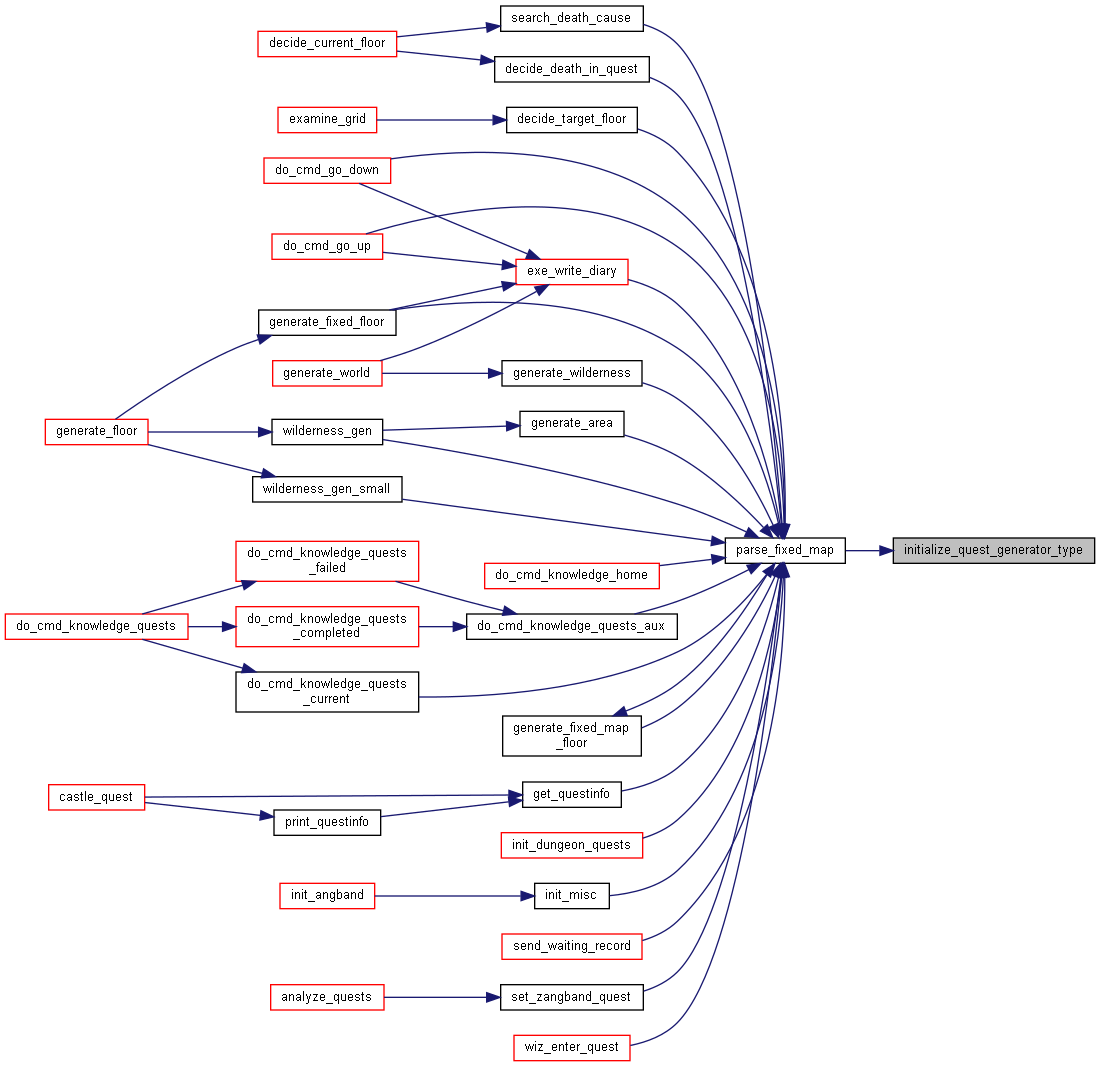 search_death_cause
decide_current_floor
decide_death_in_quest
examine_grid
decide_target_floor
do_cmd_go_down
do_cmd_go_up
exe_write_diary
generate_fixed_floor
generate_world
generate_wilderness
generate_area
generate_floor
wilderness_gen
wilderness_gen_small
parse_fixed_map
initialize_quest_generator_type
do_cmd_knowledge_quests
_failed
do_cmd_knowledge_home
do_cmd_knowledge_quests
do_cmd_knowledge_quests
_completed
do_cmd_knowledge_quests_aux
do_cmd_knowledge_quests
_current
generate_fixed_map
_floor
castle_quest
get_questinfo
print_questinfo
init_dungeon_quests
init_angband
init_misc
send_waiting_record
analyze_quests
set_zangband_quest
wiz_enter_quest